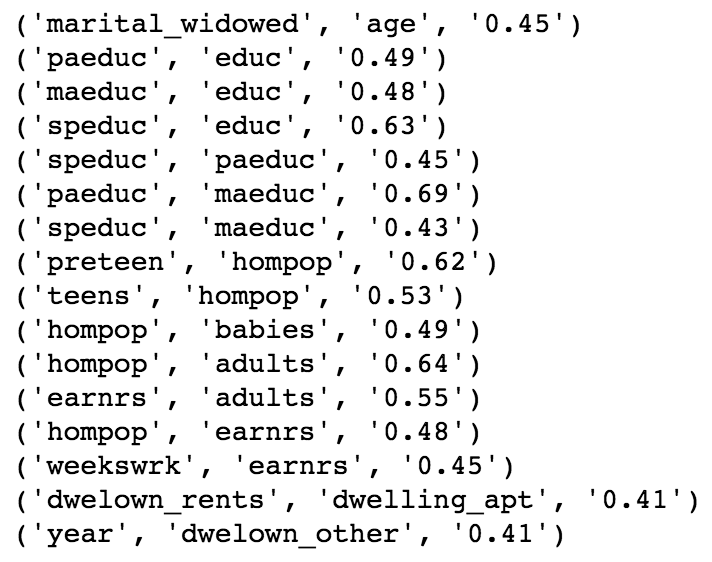 ('marital_widowed', 'age', '0.45')
('paeduc', 'educ', '0.49')
('maeduc', 'educ', '0.48')
('speduc', 'educ', '0.63')
('speduc', 'paeduc', '0.45')
('paeduc', 'maeduc', '0.69')
('speduc', 'maeduc', '0.43')
('preteen', 'hompop', '0.62')
('teens', 'hompop', '0.53')
('hompop', 'babies', '0.49')
('hompop', 'adults', '0.64')
('earnrs', 'adults', '0.55')
('hompop', 'earnrs', '0.48')
('weekswrk', 'earnrs', '0.45')
('dwelown_rents', 'dwelling_apt', '0.41')
('year', 'dwelown_other', '0.41')